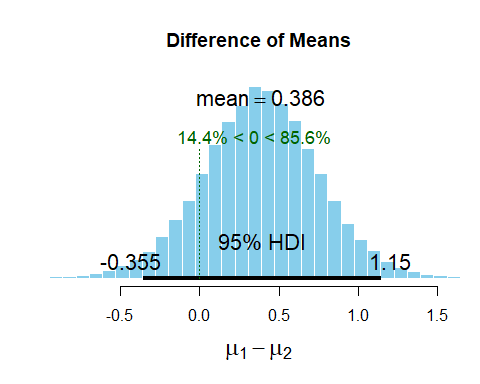 Difference of Means
mean = 0.386
14.4% < 0 < 85.6%
95% HDI
-0.355 1.15
-0.5 0.0 0.5 1.0 1.5
μ₁ − μ₂